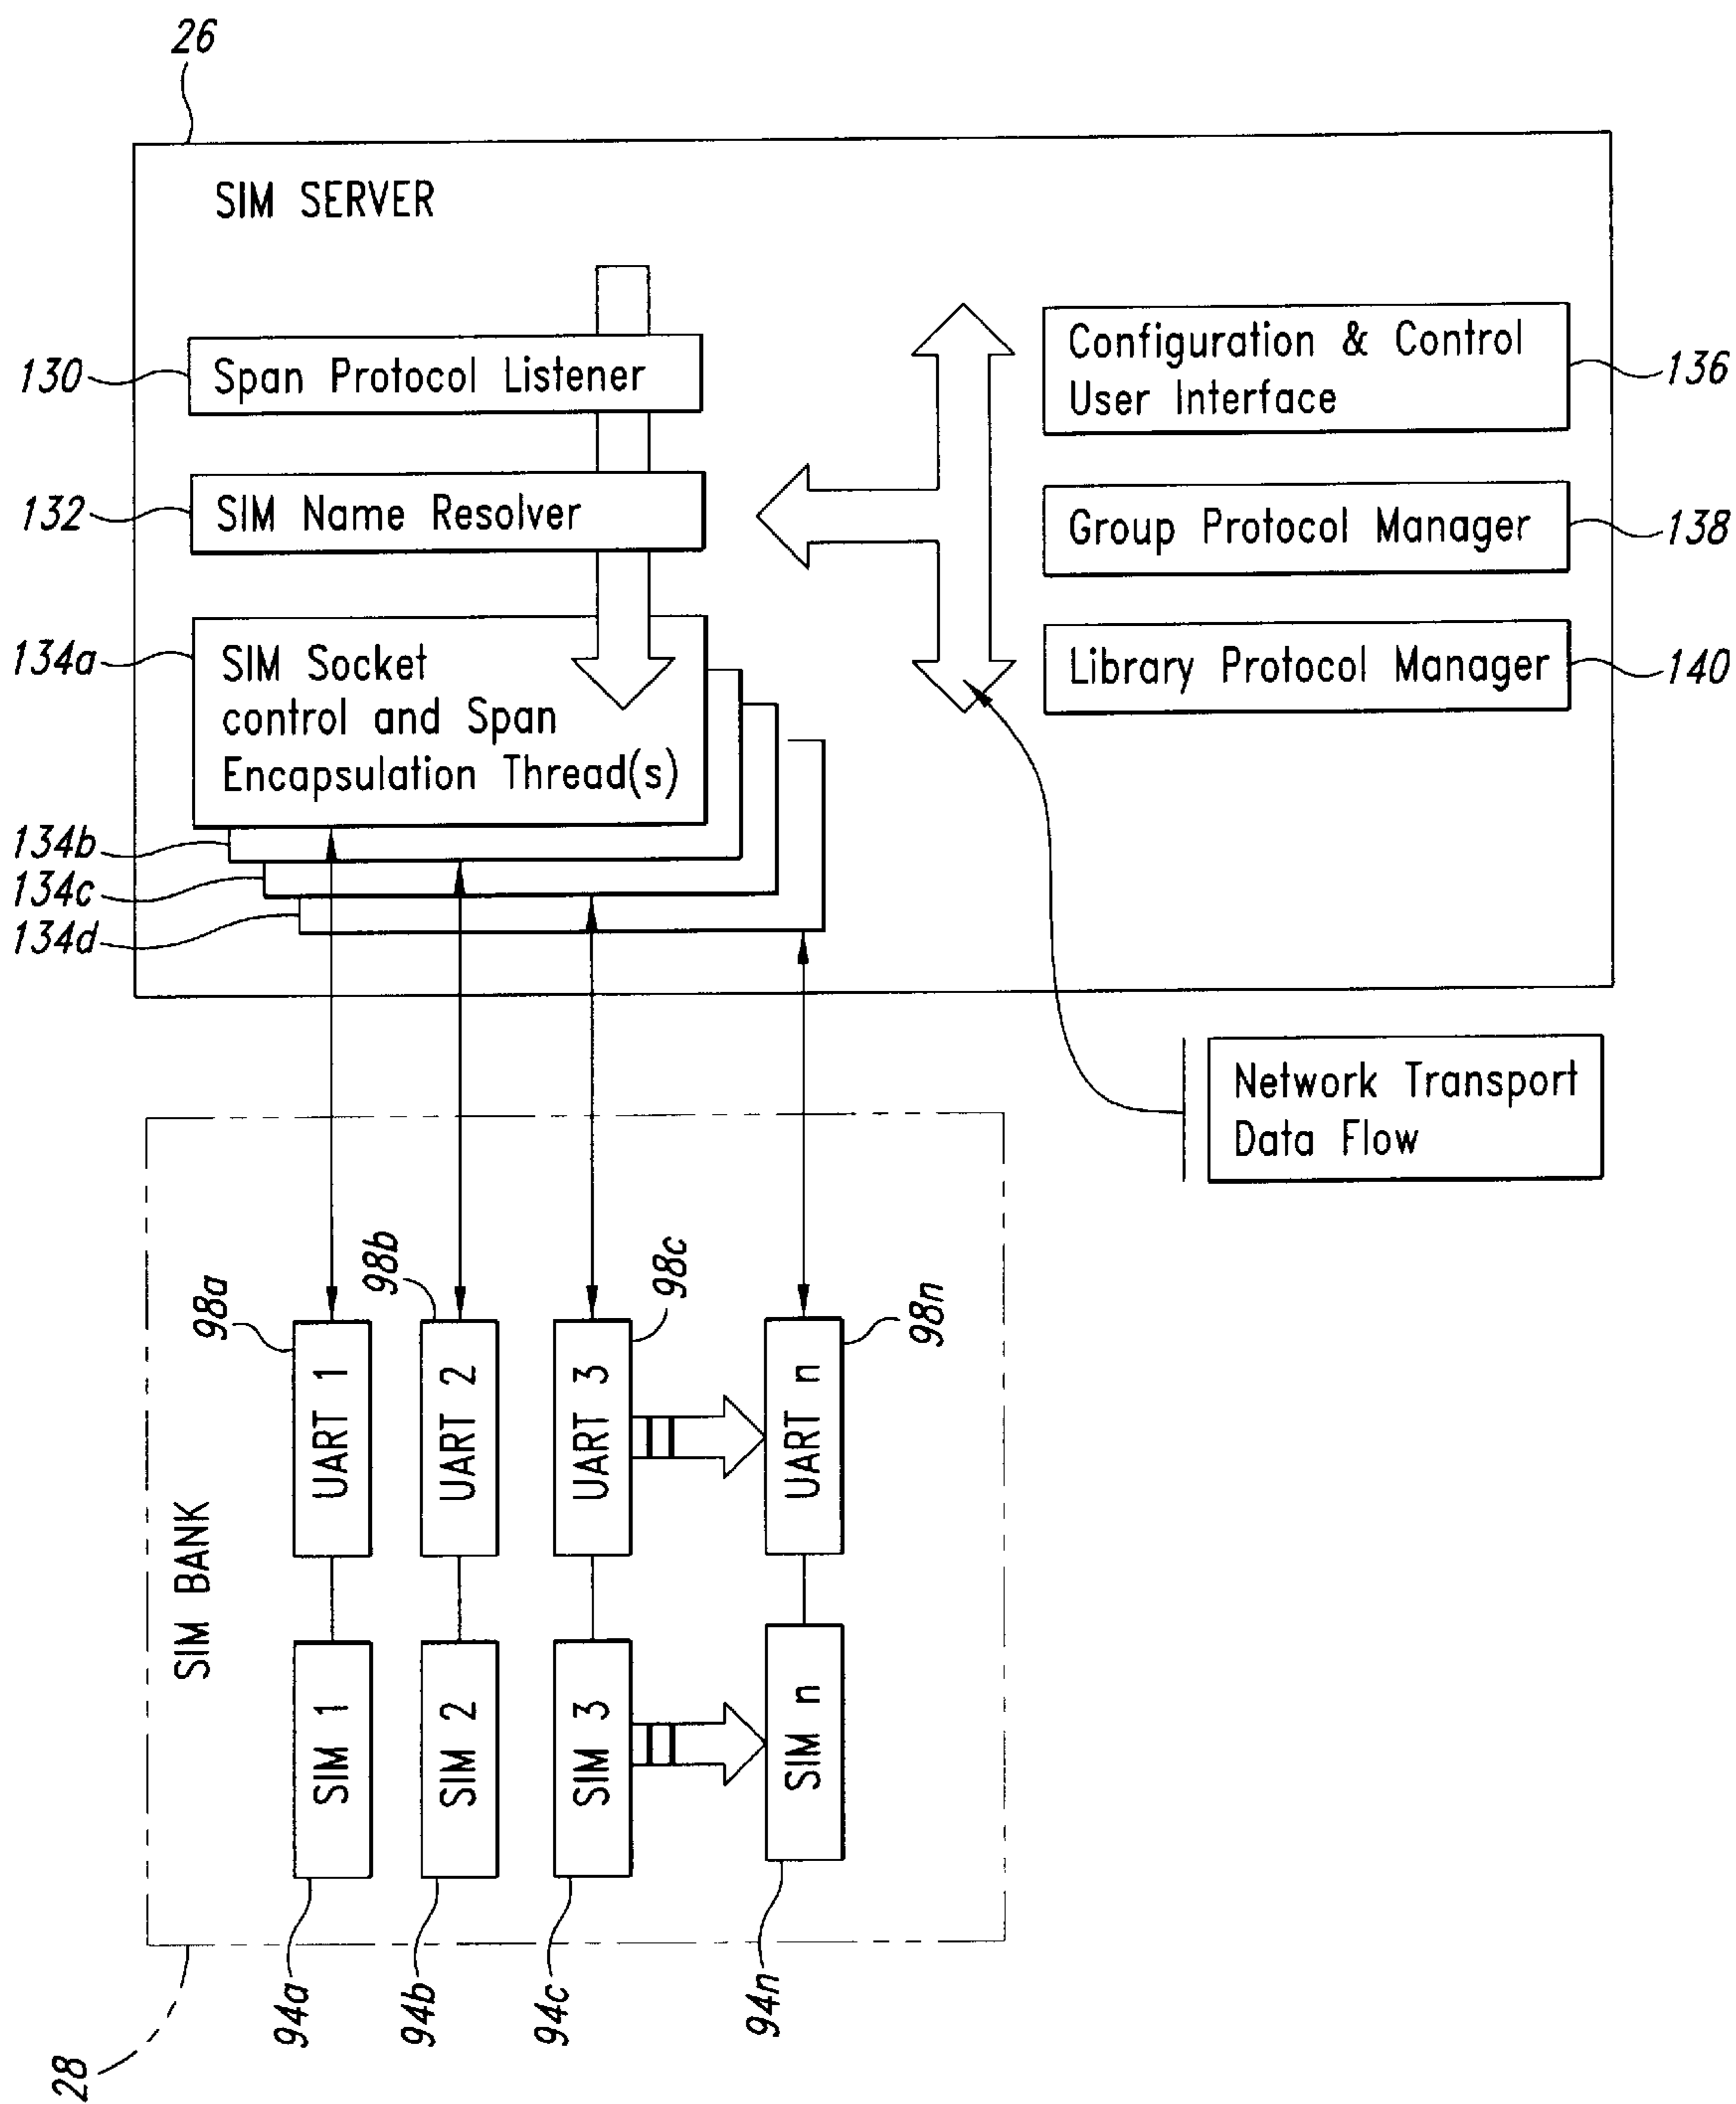 26
SIM SERVER
130
Span Protocol Listener
Configuration & Control
User Interface
136
132
SIM Name Resolver
Group Protocol Manager
138
134a
SIM Socket
control and Span
Encapsulation Thread(s)
Library Protocol Manager
140
134b
134c
134d
Network Transport
Data Flow
98a
98b
98c
98n
UART 1
UART 2
UART 3
UART n
SIM BANK
SIM 1
SIM 2
SIM 3
SIM n
94a
94b
94c
94n
28